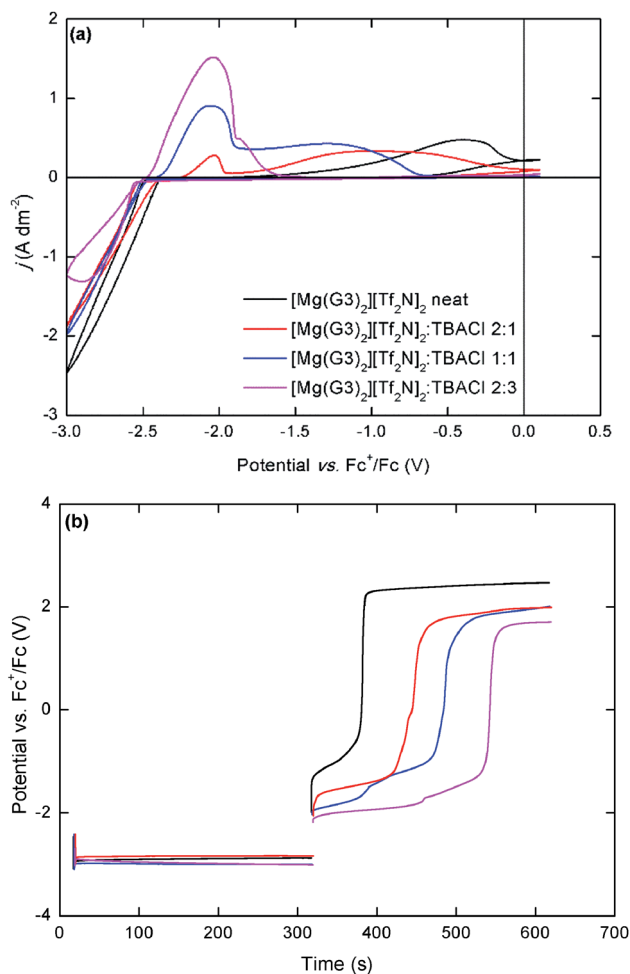 (a)
2
1
0
-1
-2
-3
j (A dm⁻²)
[Mg(G3)₂][Tf₂N]₂ neat
[Mg(G3)₂][Tf₂N]₂:TBACl 2:1
[Mg(G3)₂][Tf₂N]₂:TBACl 1:1
[Mg(G3)₂][Tf₂N]₂:TBACl 2:3
-3.0 -2.5 -2.0 -1.5 -1.0 -0.5 0.0 0.5
Potential vs. Fc⁺/Fc (V)
(b)
4
2
0
-2
-4
Potential vs. Fc⁺/Fc (V)
0 100 200 300 400 500 600 700
Time (s)